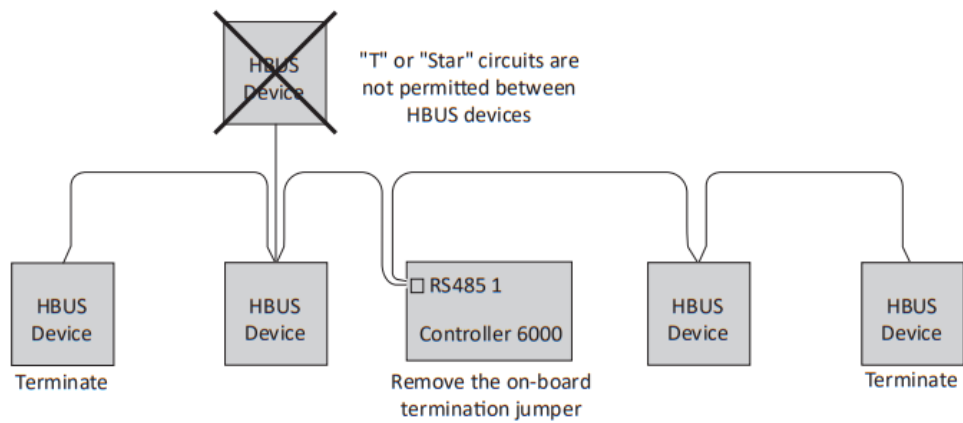 HBUS
Device
"T" or "Star" circuits are
not permitted between
HBUS devices
HBUS
Device
Terminate
HBUS
Device
RS485 1
Controller 6000
Remove the on-board
termination jumper
HBUS
Device
HBUS
Device
Terminate